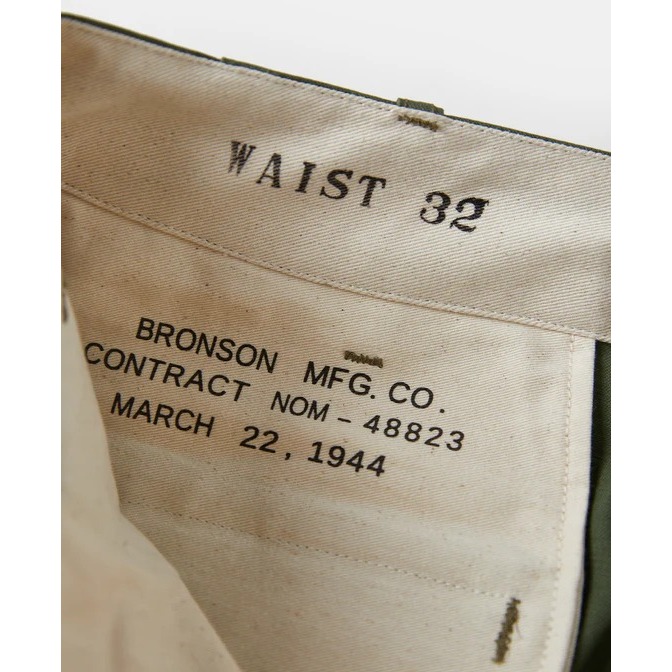 WAIST 32
BRONSON MFG. CO.
CONTRACT NOM - 48823
MARCH 22, 1944